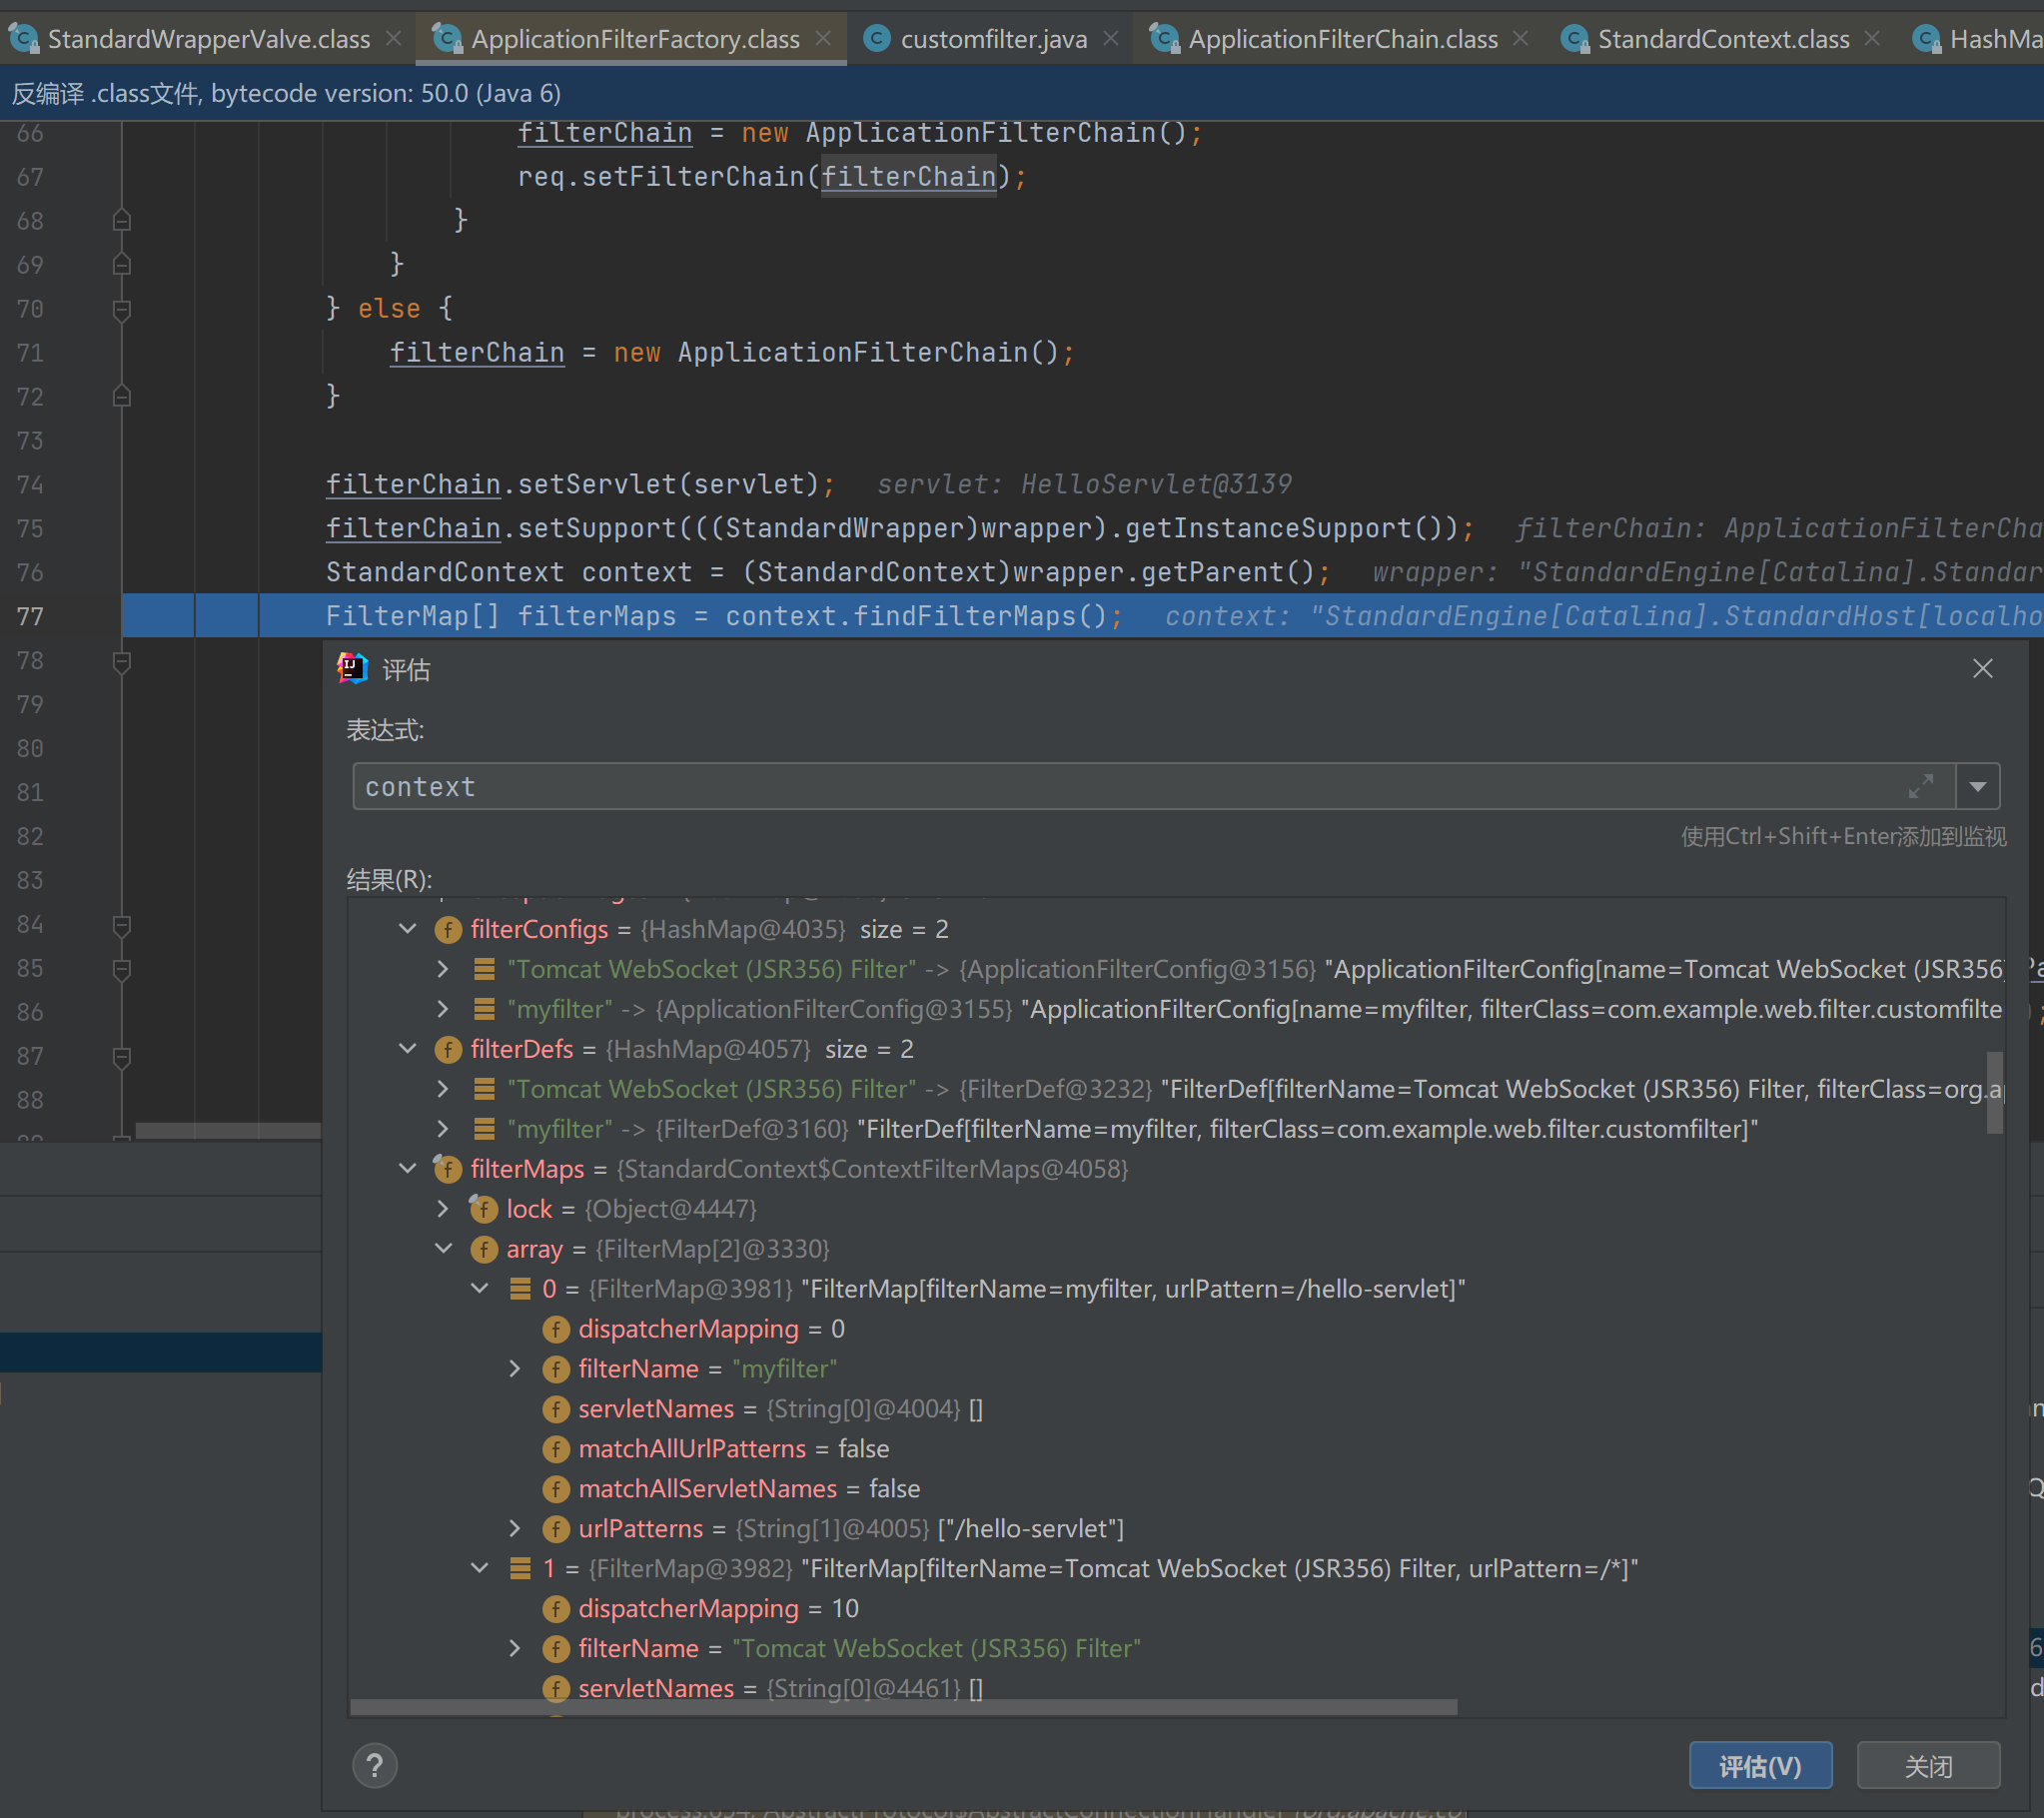 StandardWrapperValve.class ApplicationFilterFactory.class customfilter.java ApplicationFilterChain.class StandardContext.class HashMa
反编译 .class文件, bytecode version: 50.0 (Java 6)
66 filterChain = new ApplicationFilterChain();
67 req.setFilterChain(filterChain);
68 }
69 }
70 } else {
71 filterChain = new ApplicationFilterChain();
72 }
73
74 filterChain.setServlet(servlet); servlet: HelloServlet@3139
75 filterChain.setSupport(((StandardWrapper)wrapper).getInstanceSupport()); filterChain: ApplicationFilterCha
76 StandardContext context = (StandardContext)wrapper.getParent(); wrapper: "StandardEngine[Catalina].Standar
77 FilterMap[] filterMaps = context.findFilterMaps(); context: "StandardEngine[Catalina].StandardHost[localho
78
79
80
81
82
83
84
85
86
87
88
评估
表达式:
context
使用Ctrl+Shift+Enter添加到监视
结果(R):
filterConfigs = {HashMap@4035} size = 2
"Tomcat WebSocket (JSR356) Filter" -> {ApplicationFilterConfig@3156} "ApplicationFilterConfig[name=Tomcat WebSocket (JSR356)
"myfilter" -> {ApplicationFilterConfig@3155} "ApplicationFilterConfig[name=myfilter, filterClass=com.example.web.filter.customfilte
filterDefs = {HashMap@4057} size = 2
"Tomcat WebSocket (JSR356) Filter" -> {FilterDef@3232} "FilterDef[filterName=Tomcat WebSocket (JSR356) Filter, filterClass=org.a
"myfilter" -> {FilterDef@3160} "FilterDef[filterName=myfilter, filterClass=com.example.web.filter.customfilter]"
filterMaps = {StandardContext$ContextFilterMaps@4058}
lock = {Object@4447}
array = {FilterMap[2]@3330}
0 = {FilterMap@3981} "FilterMap[filterName=myfilter, urlPattern=/hello-servlet]"
dispatcherMapping = 0
filterName = "myfilter"
servletNames = {String[0]@4004} []
matchAllUrlPatterns = false
matchAllServletNames = false
urlPatterns = {String[1]@4005} ["/hello-servlet"]
1 = {FilterMap@3982} "FilterMap[filterName=Tomcat WebSocket (JSR356) Filter, urlPattern=/*]"
dispatcherMapping = 10
filterName = "Tomcat WebSocket (JSR356) Filter"
servletNames = {String[0]@4461} []
? 评估(V) 关闭